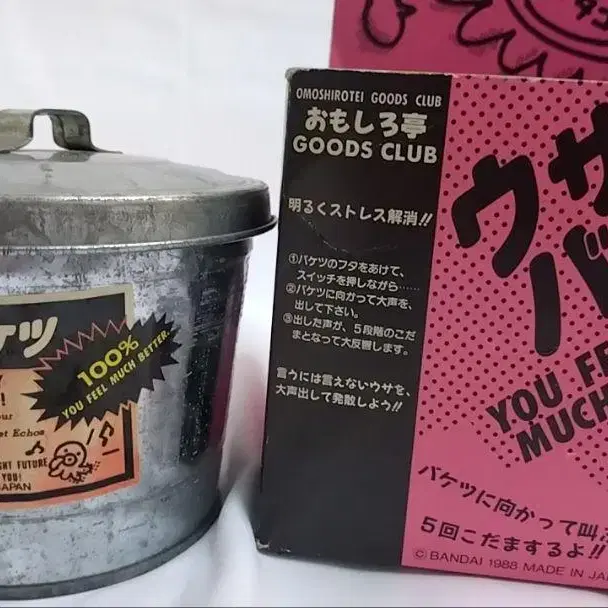 バケツ
100%
YOU FEEL MUCH BETTER.
Echo
BRIGHT FUTURE
YOU!
JAPAN
OMOSHIROTEI GOODS CLUB
おもしろ亭
GOODS CLUB
明るくストレス解消!!
①バケツのフタをあけて、
スイッチを押しながら……
②バケツに向かって大声を、
出して下さい。
③出した声が、5段階のこだ
まとなって大反響します。
言うには言えないウサを、
大声出して発散しよう!!
ウサ
バ
YOU FEE
MUCH
バケツに向かって叫
5回こだまするよ!!
© BANDAI 1988 MADE IN JA